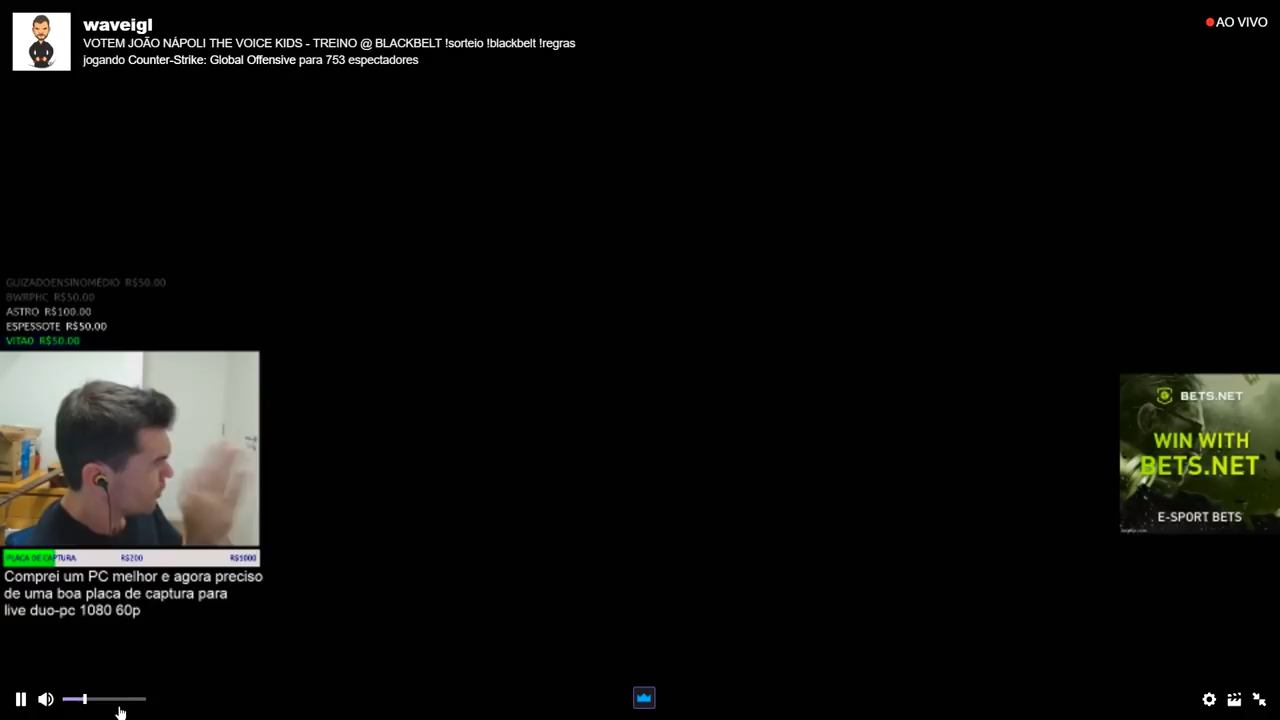 waveigl
VOTEM JOÃO NÁPOLI THE VOICE KIDS - TREINO @ BLACKBELT !sorteio !blackbelt !regras
jogando Counter-Strike: Global Offensive para 753 espectadores
AO VIVO
GUIZADOENSINOMÉDIO R$50.00
BWRPHC R$50.00
ASTRO R$100.00
ESPESSOTE R$50.00
VITAO R$50.00
BETS.NET
WIN WITH
BETS.NET
E-SPORT BETS
PLACA DE CAPTURA R$200 R$1000
Comprei um PC melhor e agora preciso
de uma boa placa de captura para
live duo-pc 1080 60p